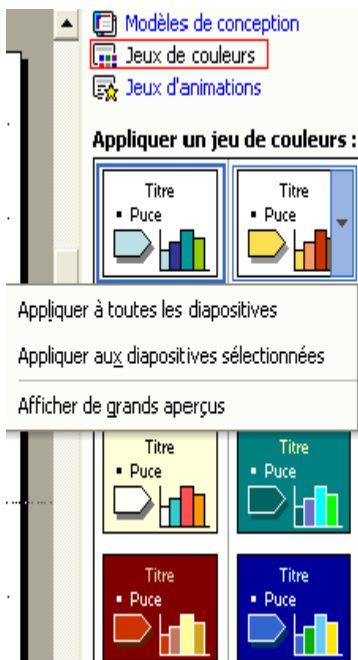 Modèles de conception
Jeux de couleurs
Jeux d'animations
Appliquer un jeu de couleurs :
Titre
Puce
Titre
Puce
Appliquer à toutes les diapositives
Appliquer aux diapositives sélectionnées
Afficher de grands aperçus
Titre
Puce
Titre
Puce
Titre
Puce
Titre
Puce